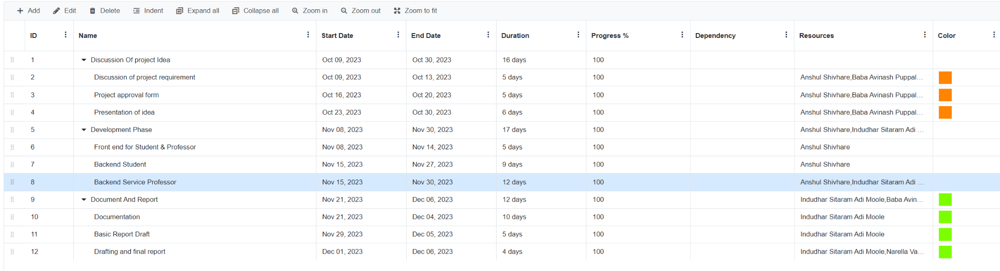 Add Edit Delete Indent Expand all Collapse all Zoom in Zoom out Zoom to fit
ID Name Start Date End Date Duration Progress % Dependency Resources Color
1 Discussion Of project Idea Oct 09, 2023 Oct 30, 2023 16 days 100
2 Discussion of project requirement Oct 09, 2023 Oct 13, 2023 5 days 100 Anshul Shivhare,Baba Avinash Puppal...
3 Project approval form Oct 16, 2023 Oct 20, 2023 5 days 100 Anshul Shivhare,Baba Avinash Puppal...
4 Presentation of idea Oct 23, 2023 Oct 30, 2023 6 days 100 Anshul Shivhare,Baba Avinash Puppal...
5 Development Phase Nov 08, 2023 Nov 30, 2023 17 days 100 Anshul Shivhare,Indudhar Sitaram Adi ...
6 Front end for Student & Professor Nov 08, 2023 Nov 14, 2023 5 days 100 Anshul Shivhare
7 Backend Student Nov 15, 2023 Nov 27, 2023 9 days 100 Anshul Shivhare
8 Backend Service Professor Nov 15, 2023 Nov 30, 2023 12 days 100 Anshul Shivhare,Indudhar Sitaram Adi ...
9 Document And Report Nov 21, 2023 Dec 06, 2023 12 days 100 Indudhar Sitaram Adi Moole,Baba Avin...
10 Documentation Nov 21, 2023 Dec 04, 2023 10 days 100 Indudhar Sitaram Adi Moole
11 Basic Report Draft Nov 29, 2023 Dec 05, 2023 5 days 100 Indudhar Sitaram Adi Moole
12 Drafting and final report Dec 01, 2023 Dec 06, 2023 4 days 100 Indudhar Sitaram Adi Moole,Narella Va...